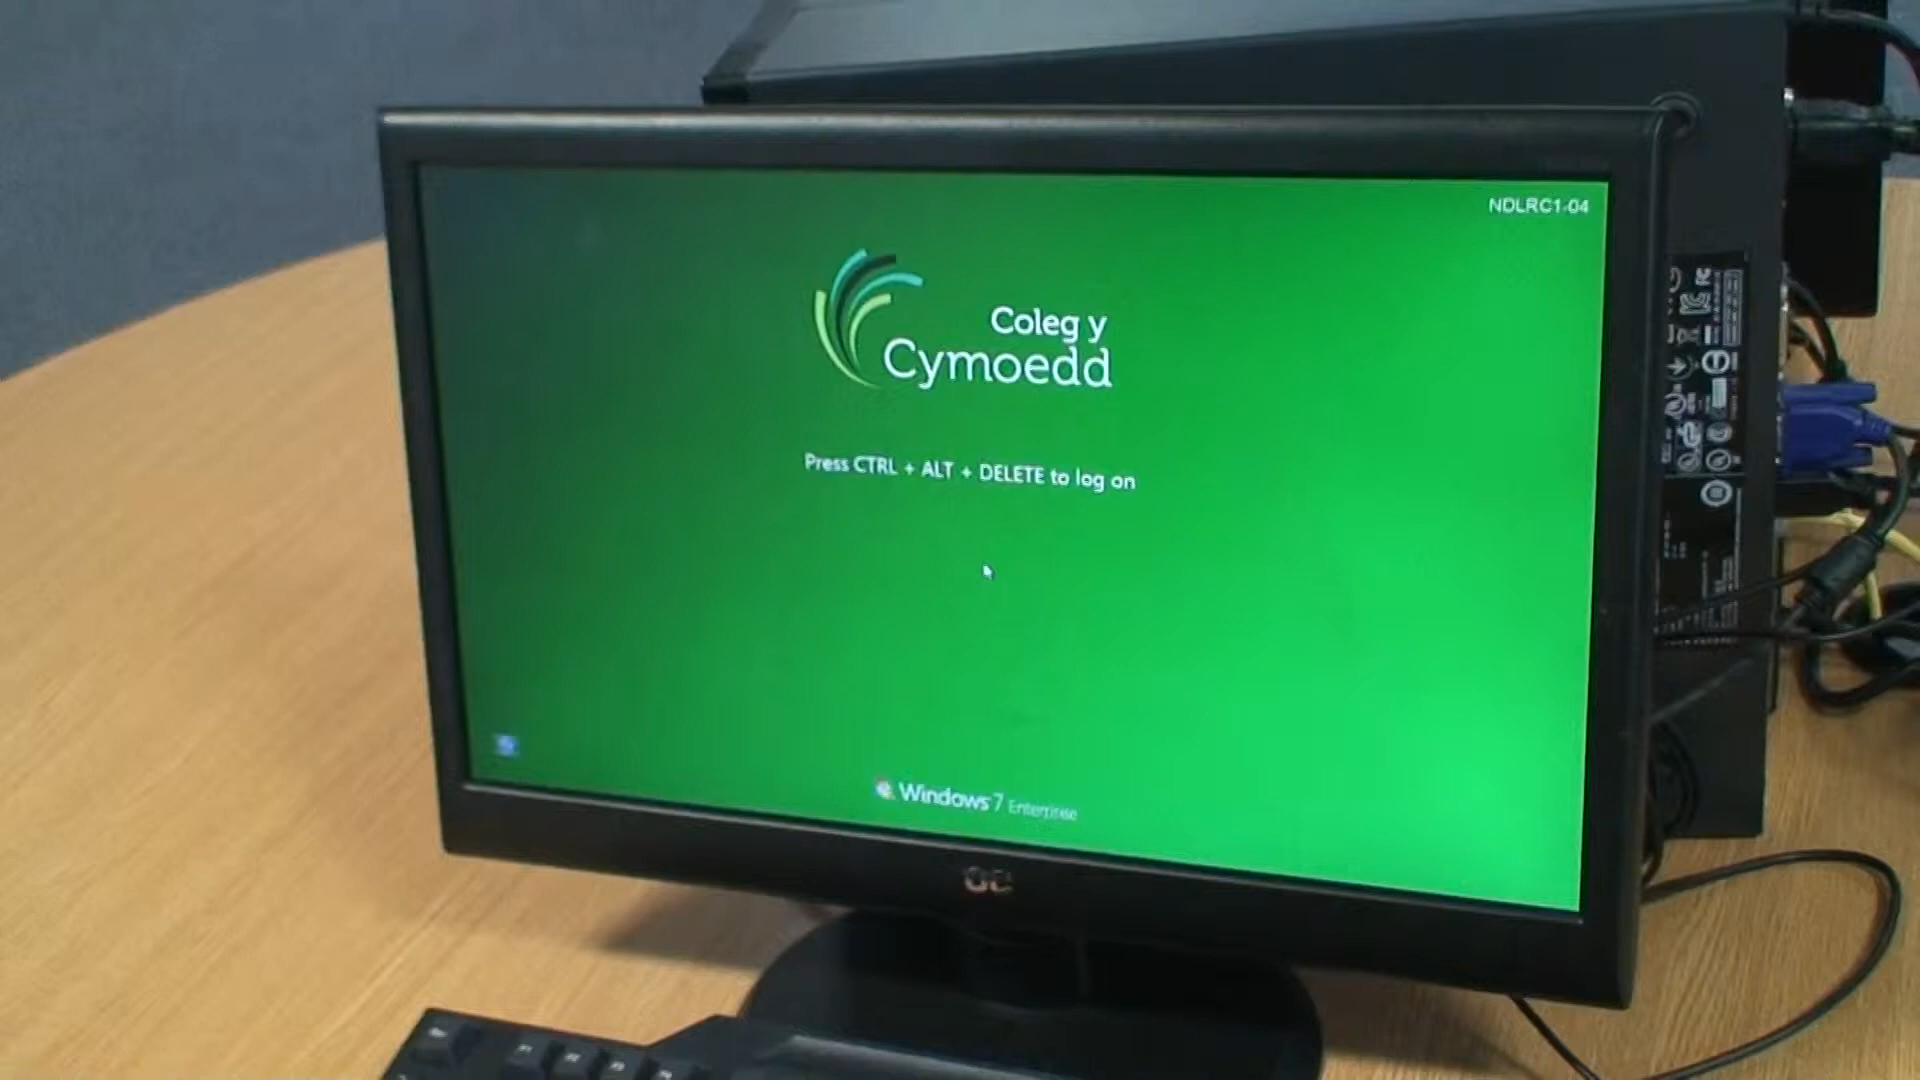 NDLRC1-04
Coleg y
Cymoedd
Press CTRL + ALT + DELETE to log on
Windows 7 Enterprise